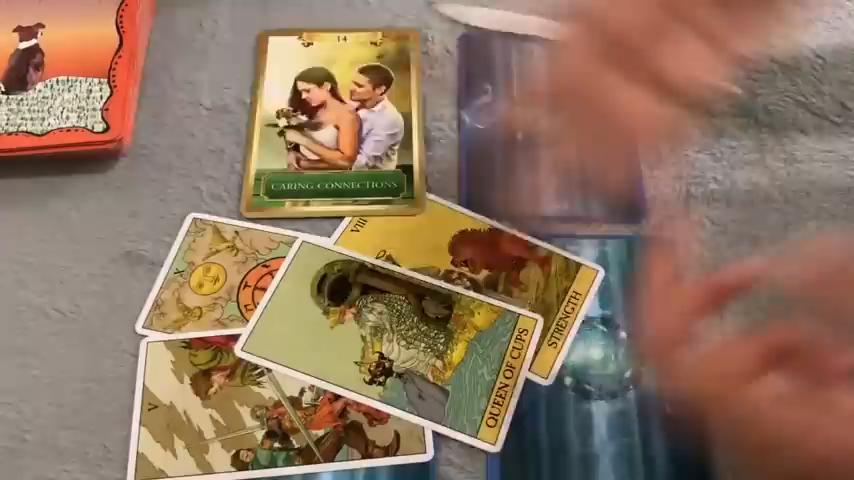 14
CARING CONNECTIONS
VIII
STRENGTH
QUEEN OF CUPS
V